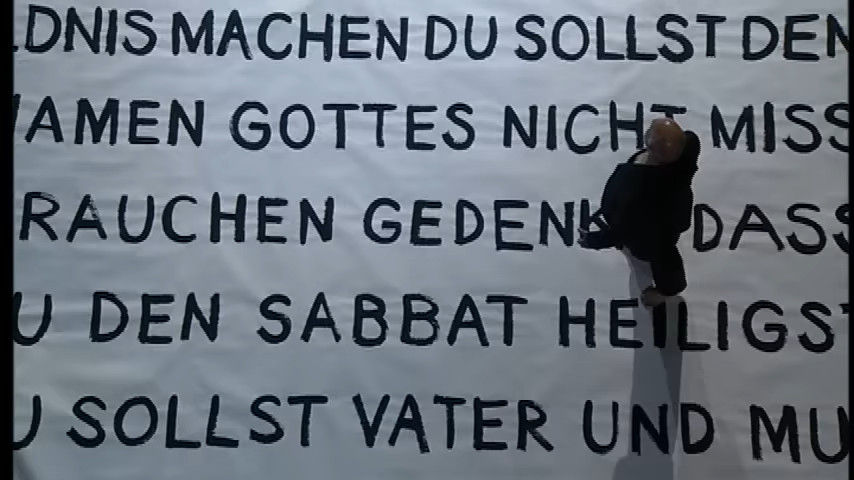 LDNIS MACHEN DU SOLLST DEN
NAMEN GOTTES NICHT MISS
RAUCHEN GEDENK DASS
U DEN SABBAT HEILIGST
U SOLLST VATER UND MU